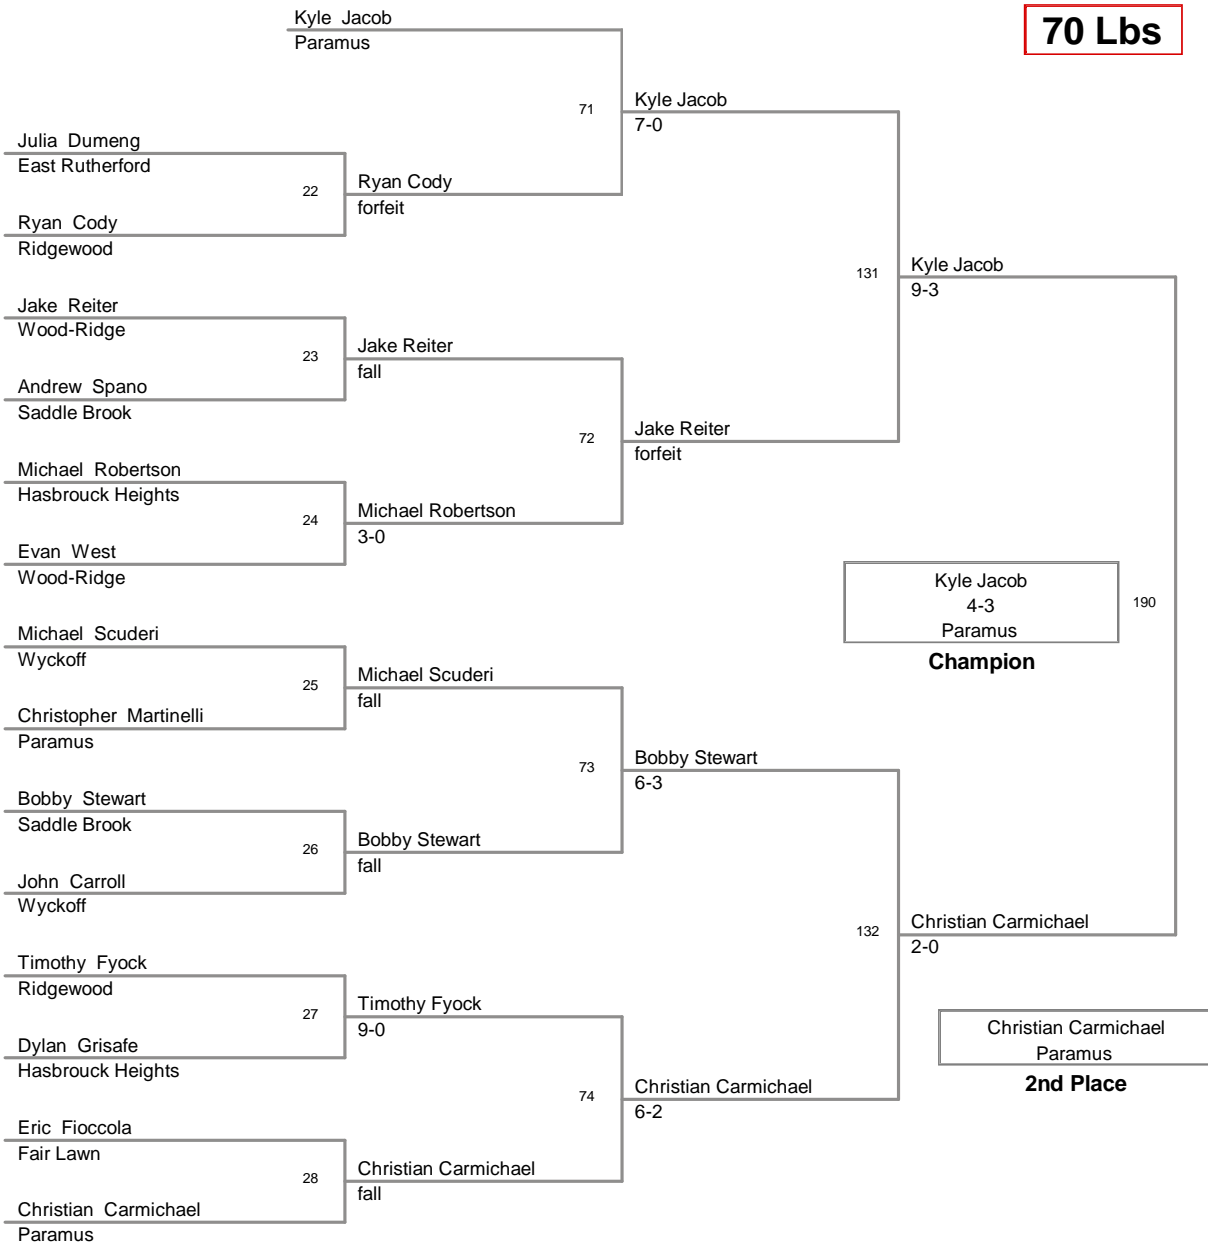 Kyle Jacob
Paramus
70 Lbs
71
Kyle Jacob
7-0
Julia Dumeng
East Rutherford
22
Ryan Cody
forfeit
Ryan Cody
Ridgewood
131
Kyle Jacob
9-3
Jake Reiter
Wood-Ridge
23
Jake Reiter
fall
Andrew Spano
Saddle Brook
72
Jake Reiter
forfeit
Michael Robertson
Hasbrouck Heights
24
Michael Robertson
3-0
Evan West
Wood-Ridge
Kyle Jacob
4-3
Paramus
Champion
190
Michael Scuderi
Wyckoff
25
Michael Scuderi
fall
Christopher Martinelli
Paramus
73
Bobby Stewart
6-3
Bobby Stewart
Saddle Brook
26
Bobby Stewart
fall
John Carroll
Wyckoff
132
Christian Carmichael
2-0
Timothy Fyock
Ridgewood
27
Timothy Fyock
9-0
Dylan Grisafe
Hasbrouck Heights
Christian Carmichael
Paramus
2nd Place
74
Christian Carmichael
6-2
Eric Fioccola
Fair Lawn
28
Christian Carmichael
fall
Christian Carmichael
Paramus